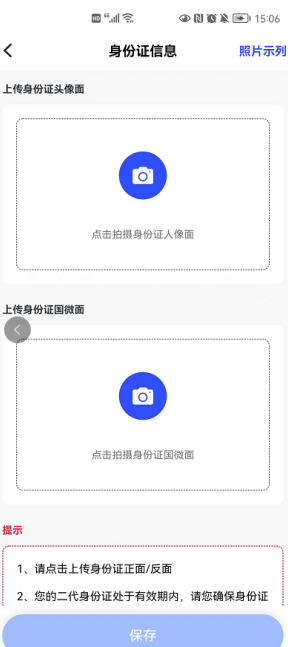 HD 4G 15:06
身份证信息 照片示列
上传身份证头像面
点击拍摄身份证人像面
上传身份证国微面
点击拍摄身份证国微面
提示
1、请点击上传身份证正面/反面
2、您的二代身份证处于有效期内，请您确保身份证
保存